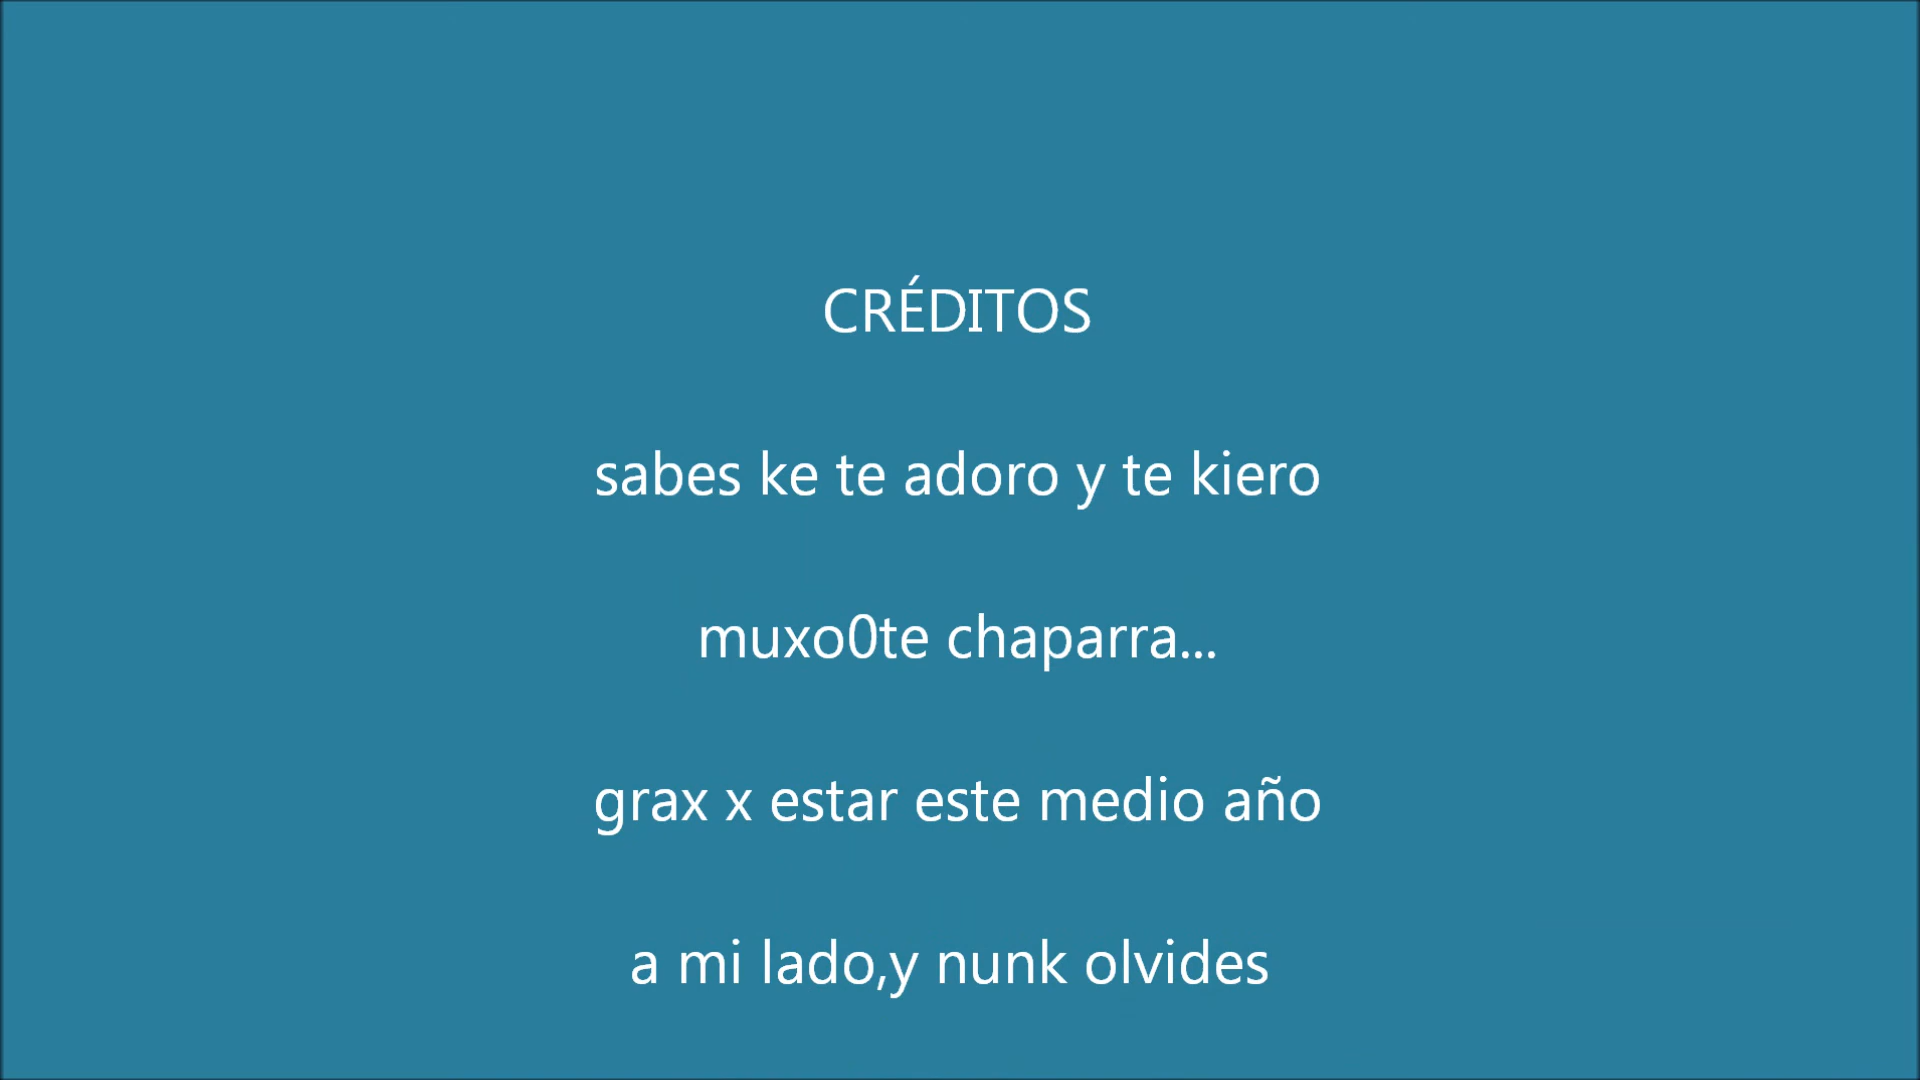 CRÉDITOS
sabes ke te adoro y te kiero
muxo0te chaparra...
grax x estar este medio año
a mi lado,y nunk olvides